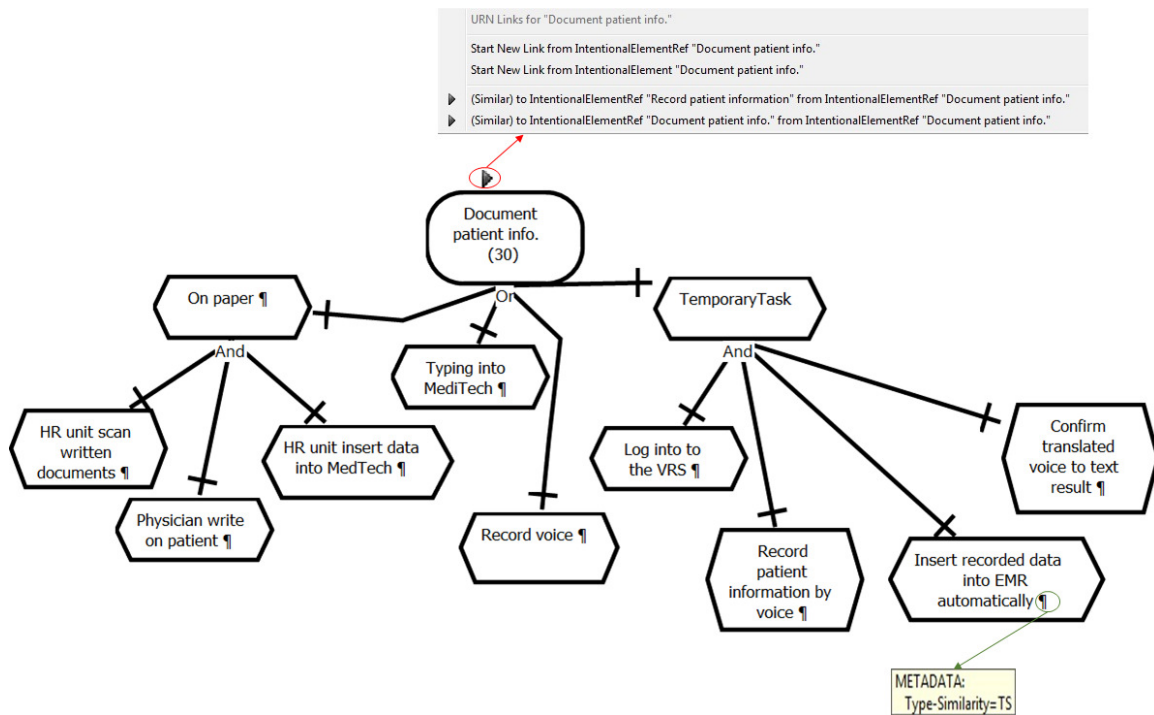 URN Links for "Document patient info."
Start New Link from IntentionalElementRef "Document patient info."
Start New Link from IntentionalElement "Document patient info."
(Similar) to IntentionalElementRef "Record patient information" from IntentionalElementRef "Document patient info."
(Similar) to IntentionalElementRef "Document patient info." from IntentionalElementRef "Document patient info."
Document
patient info.
(30)
Or
On paper ¶
And
TemporaryTask
And
Typing into
MediTech ¶
HR unit scan
written
documents ¶
HR unit insert data
into MedTech ¶
Physician write
on patient ¶
Record voice ¶
Log into to
the VRS ¶
Confirm
translated
voice to text
result ¶
Record
patient
information by
voice ¶
Insert recorded data
into EMR
automatically ¶
METADATA:
Type-Similarity=TS